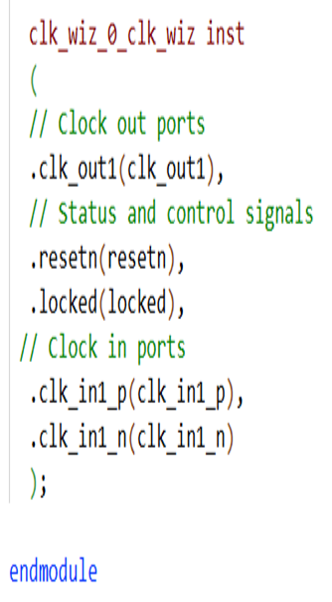 clk_wiz_0_clk_wiz inst
(
// Clock out ports
.clk_out1(clk_out1),
// Status and control signals
.resetn(resetn),
.locked(locked),
// Clock in ports
.clk_in1_p(clk_in1_p),
.clk_in1_n(clk_in1_n)
);
endmodule